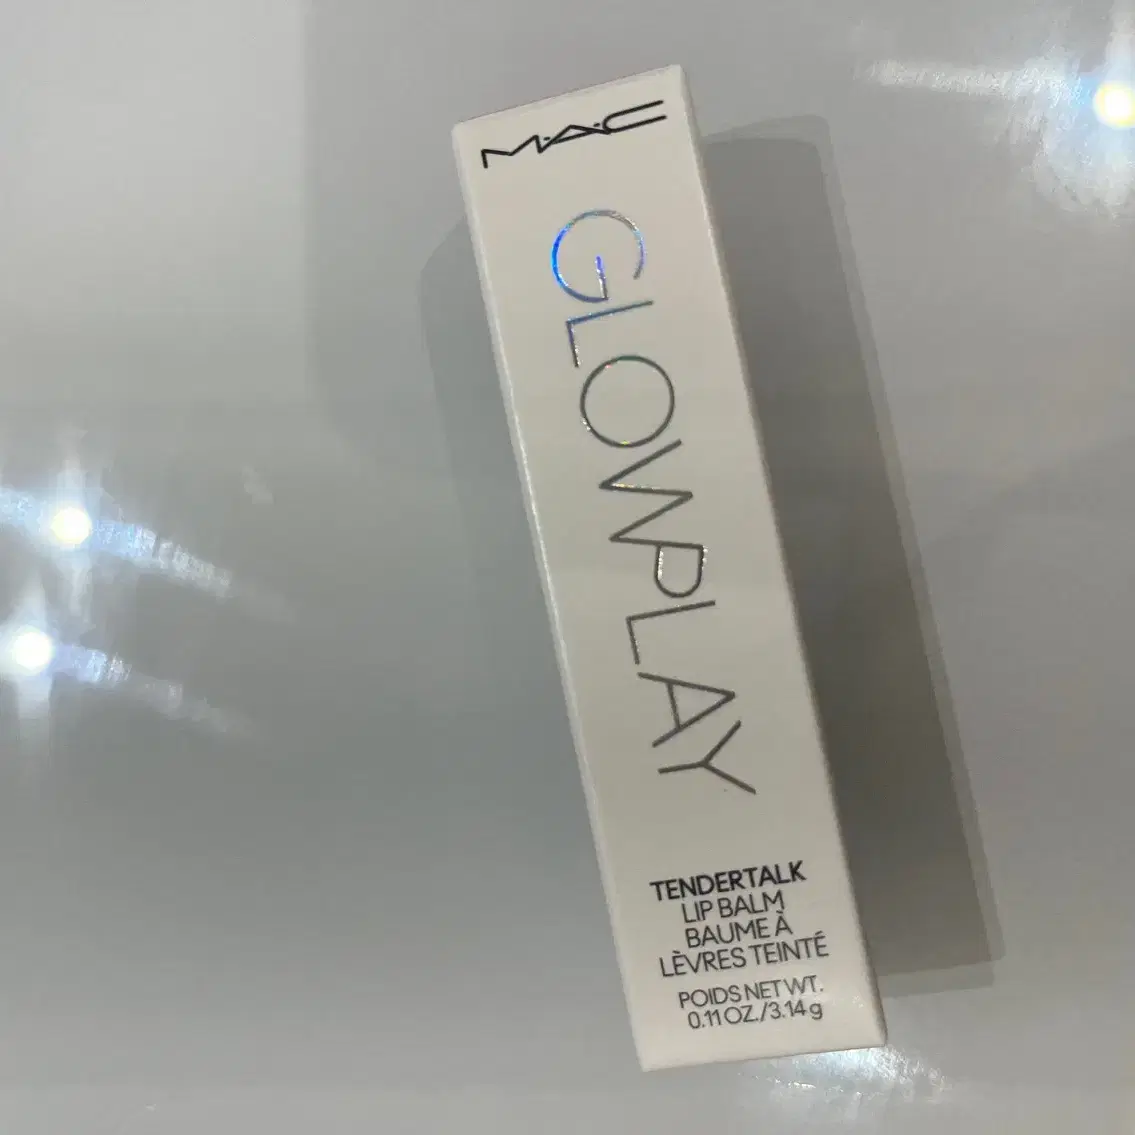 M·A·C
GLOWPLAY
TENDERTALK
LIP BALM
BAUME À
LÈVRES TEINTÉ
POIDS NET WT.
0.11 OZ./3.14 g